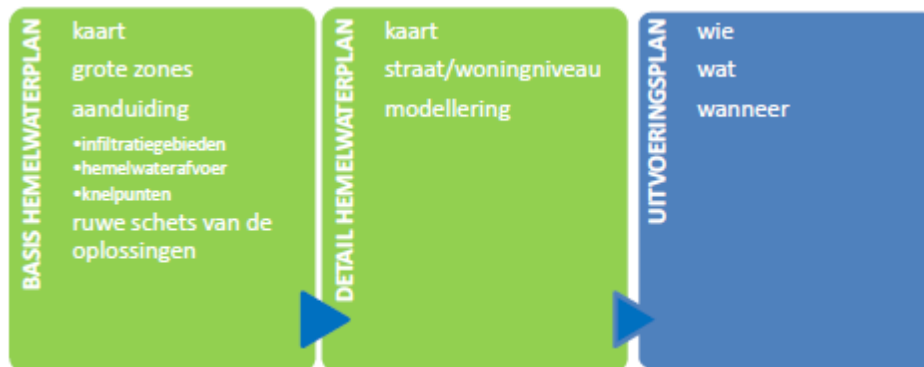 BASIS HEMELWATERPLAN
kaart
grote zones
aanduiding
•infiltratiegebieden
•hemelwaterafvoer
•knelpunten
ruwe schets van de
oplossingen
DETAIL HEMELWATERPLAN
kaart
straat/woningniveau
modellering
UITVOERINGSPLAN
wie
wat
wanneer